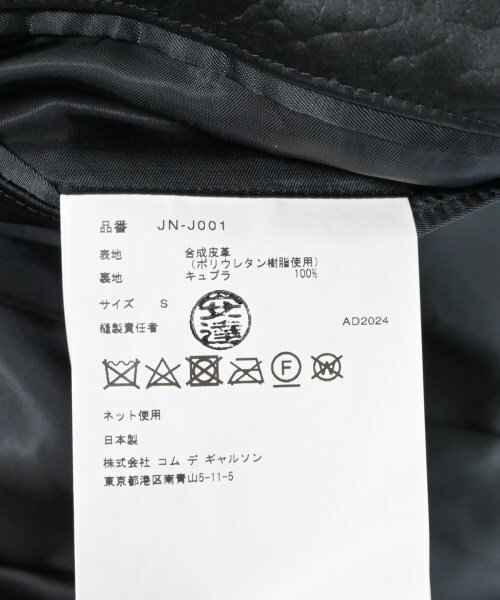 品番 JN-J001
表地 合成皮革
(ポリウレタン樹脂使用)
裏地 キュプラ 100%
サイズ S
縫製責任者
AD2024
P
W
ネット使用
日本製
株式会社 コム デ ギャルソン
東京都港区南青山5-11-5